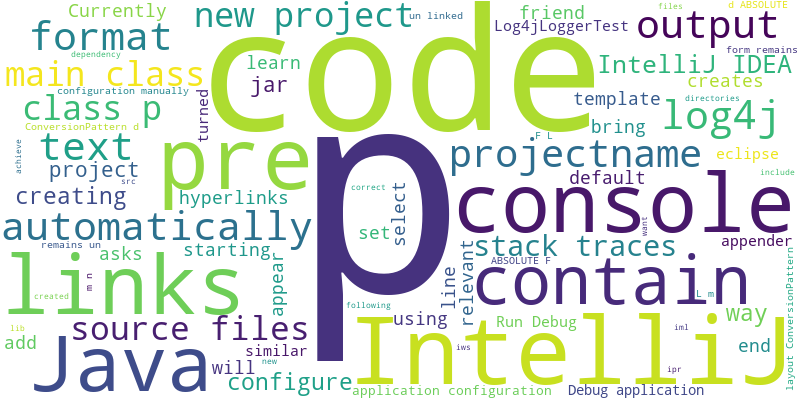 Currently
new project
un linked
friend
files
d ABSOLUTE
format
code
Log4jLoggerTest
output
dependency
form remains
main class
learn
IntelliJ IDEA
configuration manually
jar
creates
class p
turned
template
directories
log4j
ConversionPattern d
bring
F L
text
pre
projectname
eclipse
achieve
project
src
default
include
p
correct
creating
hyperlinks
select
console
want
automatically
set
appender
remains un
starting
stack traces
asks
ABSOLUTE F
links
m n
appear
line
relevant
contain
L m
layout ConversionPattern
created
following
way
source files
using
Run Debug
lib
add
IntelliJ
iml
end
Java
similar
iws
new
will
ipr
configure
application configuration
Debug application